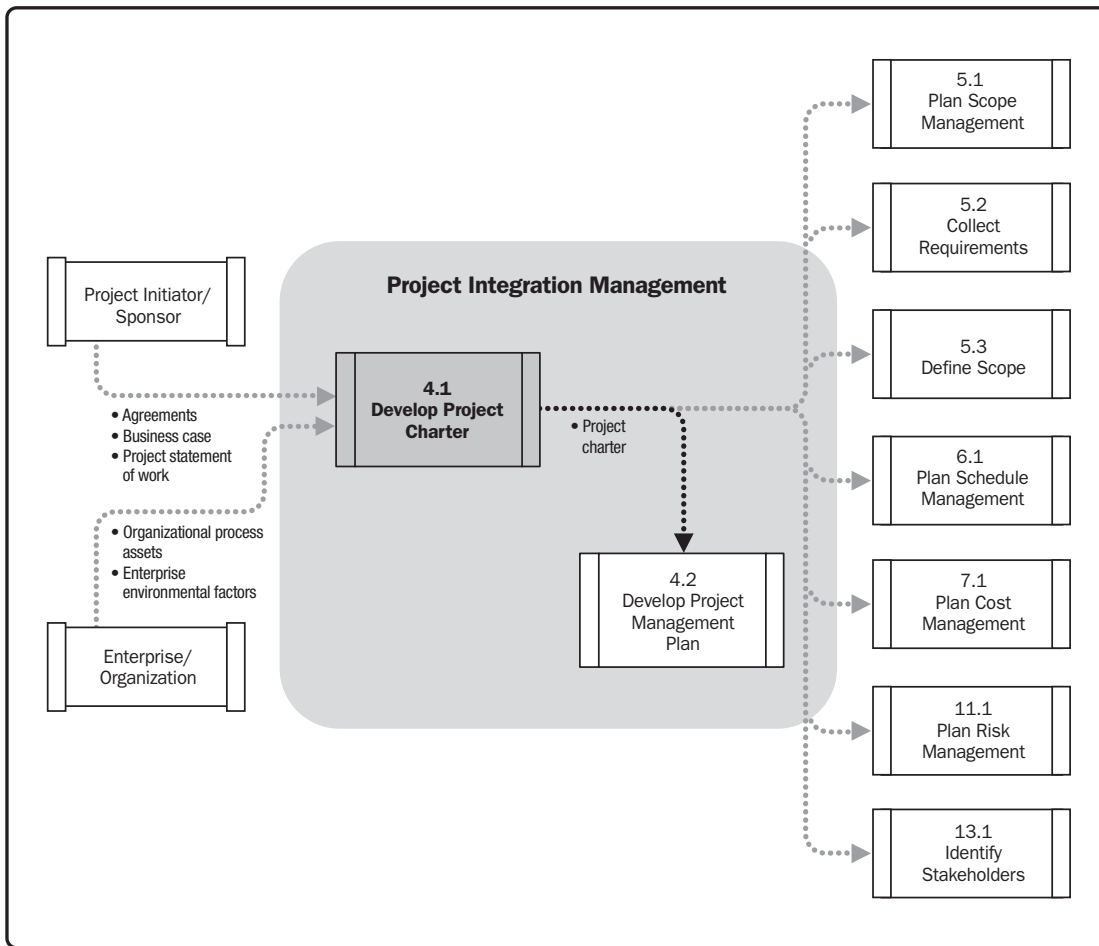 5.1
Plan Scope
Management
5.2
Collect
Requirements
Project Integration Management
Project Initiator/
Sponsor
5.3
Define Scope
4.1
Develop Project
Charter
• Agreements
• Business case
• Project statement
of work
• Project
charter
6.1
Plan Schedule
Management
• Organizational process
assets
• Enterprise
environmental factors
4.2
Develop Project
Management
Plan
7.1
Plan Cost
Management
Enterprise/
Organization
11.1
Plan Risk
Management
13.1
Identify
Stakeholders